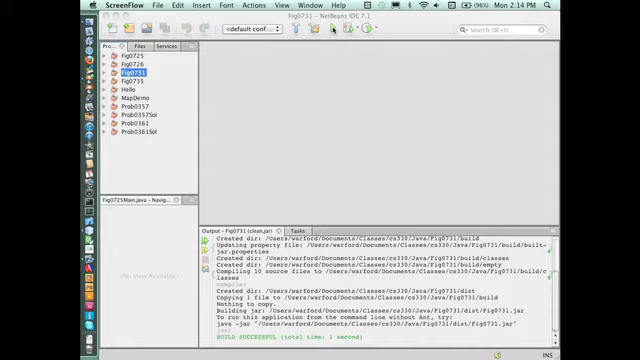 ScreenFlow File Edit Insert Font Actions Arrange View Window Help (96%) Mon 2:14 PM
Fig0731 – NetBeans IDE 7.1
<default conf...
Search (⌘+I)
Pro... Files Services
Fig0725
Fig0726
Fig0731
Fig0735
Hello
MapDemo
Prob0357
Prob0357Sol
Prob0361
Prob0361Sol
Fig0725Main.java – Navig...
<No View Available>
Output – Fig0731 (clean,jar) Tasks
Created dir: /Users/warford/Documents/Classes/cs330/Java/Fig0731/build
Updating property file: /Users/warford/Documents/Classes/cs330/Java/Fig0731/build/built-
jar.properties
Created dir: /Users/warford/Documents/Classes/cs330/Java/Fig0731/build/classes
Created dir: /Users/warford/Documents/Classes/cs330/Java/Fig0731/build/empty
Compiling 10 source files to /Users/warford/Documents/Classes/cs330/Java/Fig0731/build/c
lasses
compile:
Created dir: /Users/warford/Documents/Classes/cs330/Java/Fig0731/dist
Copying 1 file to /Users/warford/Documents/Classes/cs330/Java/Fig0731/build
Nothing to copy.
Building jar: /Users/warford/Documents/Classes/cs330/Java/Fig0731/dist/Fig0731.jar
To run this application from the command line without Ant, try:
java -jar "/Users/warford/Documents/Classes/cs330/Java/Fig0731/dist/Fig0731.jar"
jar:
BUILD SUCCESSFUL (total time: 1 second)
INS